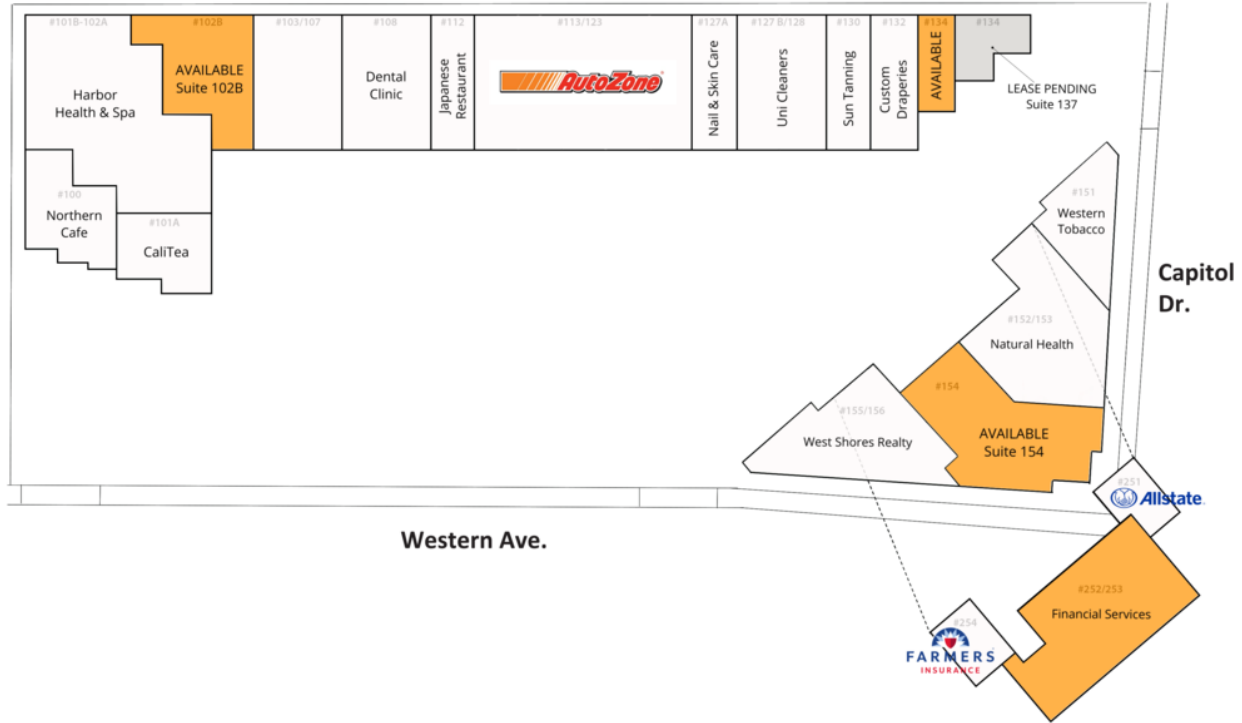 #101B-102A
Harbor
Health & Spa
#102B
AVAILABLE
Suite 102B
#103/107
#108
Dental
Clinic
#112
Japanese
Restaurant
#113/123
AutoZone
#127A
Nail & Skin Care
#127 B/128
Uni Cleaners
#130
Sun Tanning
#132
Custom
Draperies
#134
AVAILABLE
#134
LEASE PENDING
Suite 137
#100
Northern
Cafe
#101A
CaliTea
#151
Western
Tobacco
Capitol
Dr.
#152/153
Natural Health
#154
AVAILABLE
Suite 154
#155/156
West Shores Realty
#251
Allstate.
Western Ave.
#252/253
Financial Services
#254
FARMERS
INSURANCE